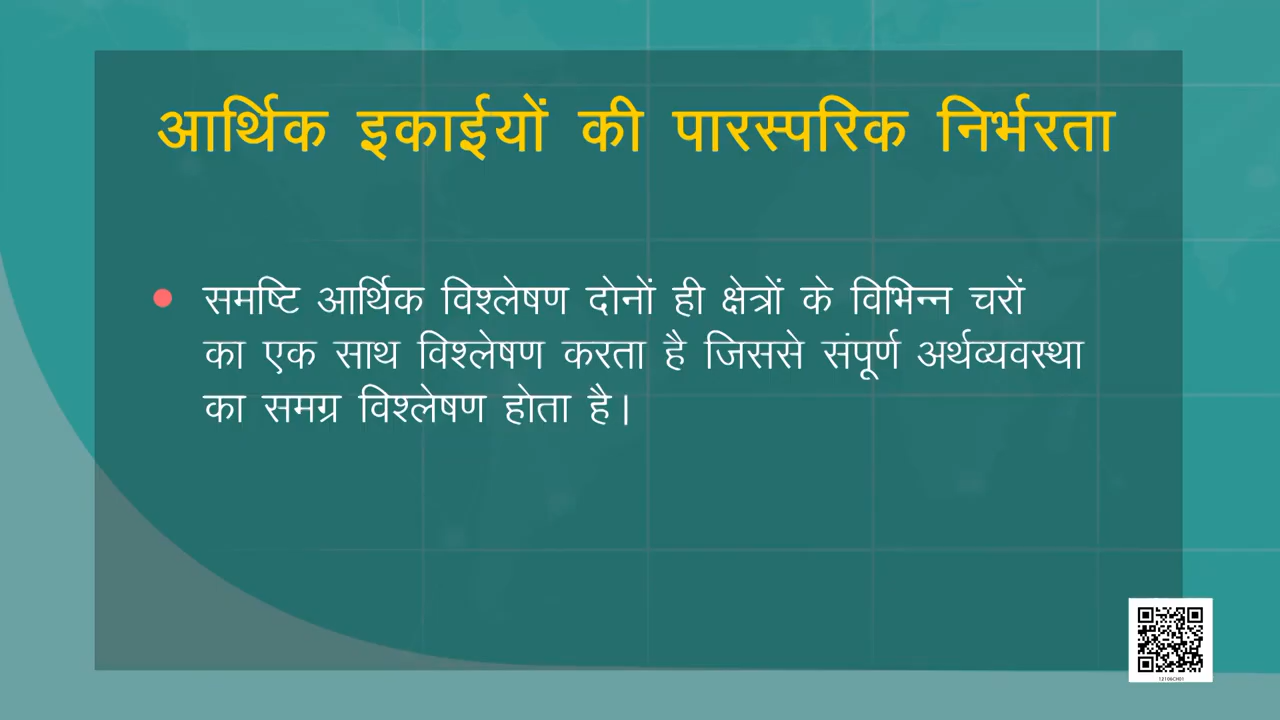 आर्थिक इकाईयों की पारस्परिक निर्भरता
समष्टि आर्थिक विश्लेषण दोनों ही क्षेत्रों के विभिन्न चरों
का एक साथ विश्लेषण करता है जिससे संपूर्ण अर्थव्यवस्था
का समग्र विश्लेषण होता है।
12108CH01